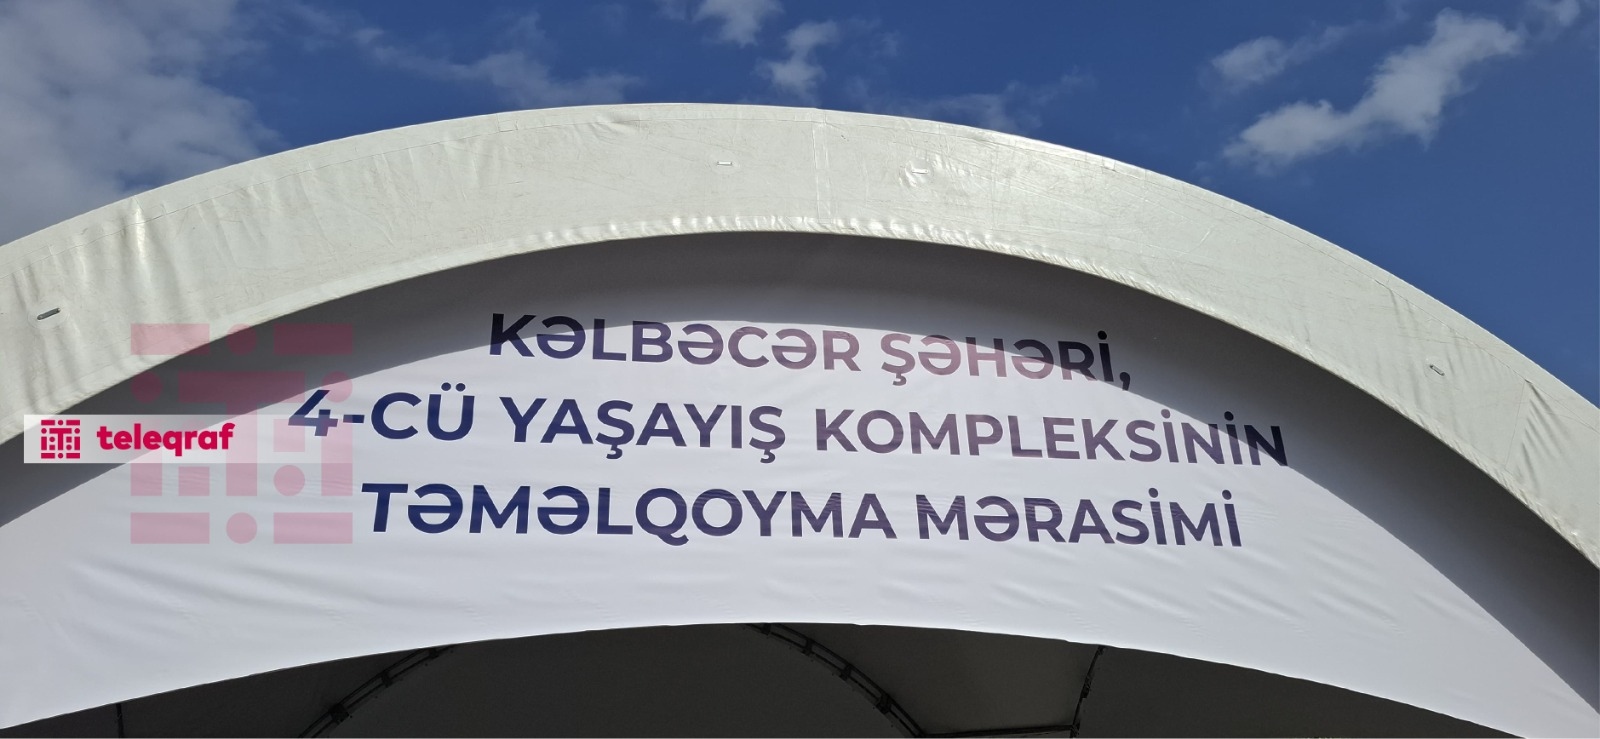 KƏLBƏCƏR ŞƏHƏRİ,
4-CÜ YAŞAYIŞ KOMPLEKSİNİN
TƏMƏLQOYMA MƏRASİMİ
teleqraf